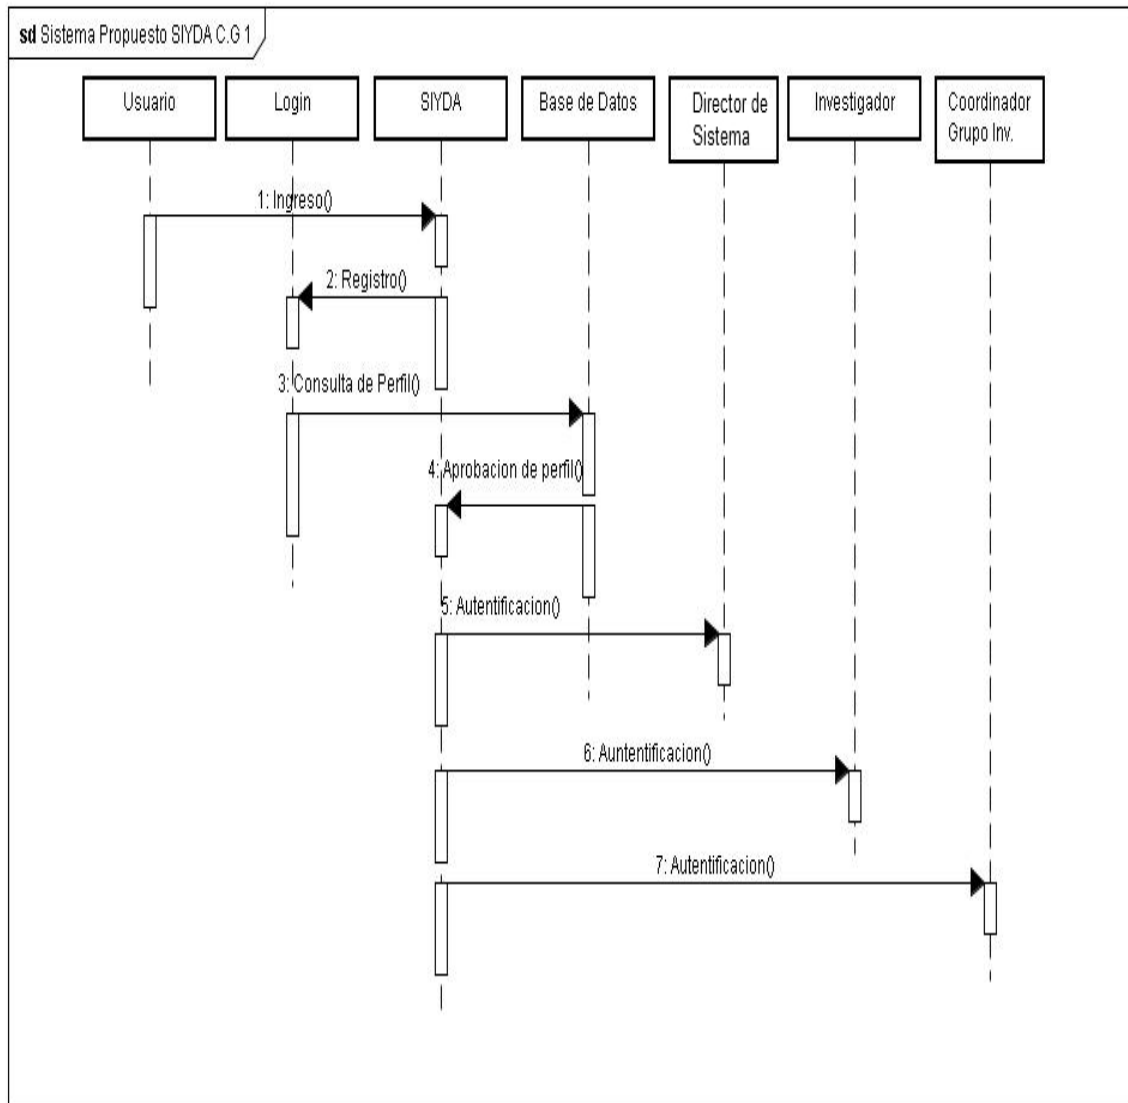 sd Sistema Propuesto SIYDA C.G 1
Usuario
Login
SIYDA
Base de Datos
Director de
Sistema
Investigador
Coordinador
Grupo Inv.
1: Ingreso()
2: Registro()
3: Consulta de Perfil()
4: Aprobacion de perfil()
5: Autentificacion()
6: Auntentificacion()
7: Autentificacion()